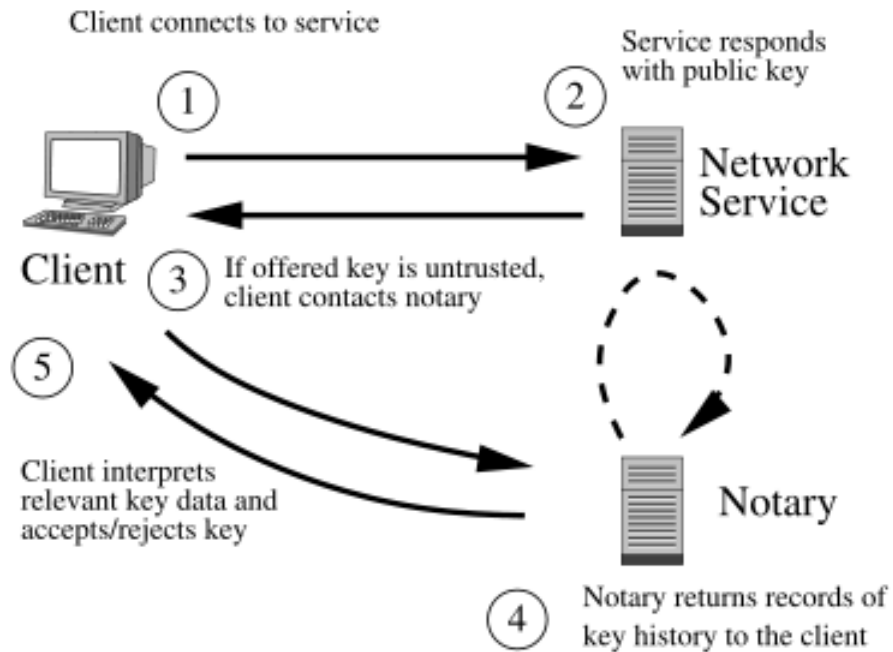 Client connects to service
Service responds
with public key
1
2
Network
Service
Client
3
If offered key is untrusted,
client contacts notary
5
Client interprets
relevant key data and
accepts/rejects key
Notary
4
Notary returns records of
key history to the client